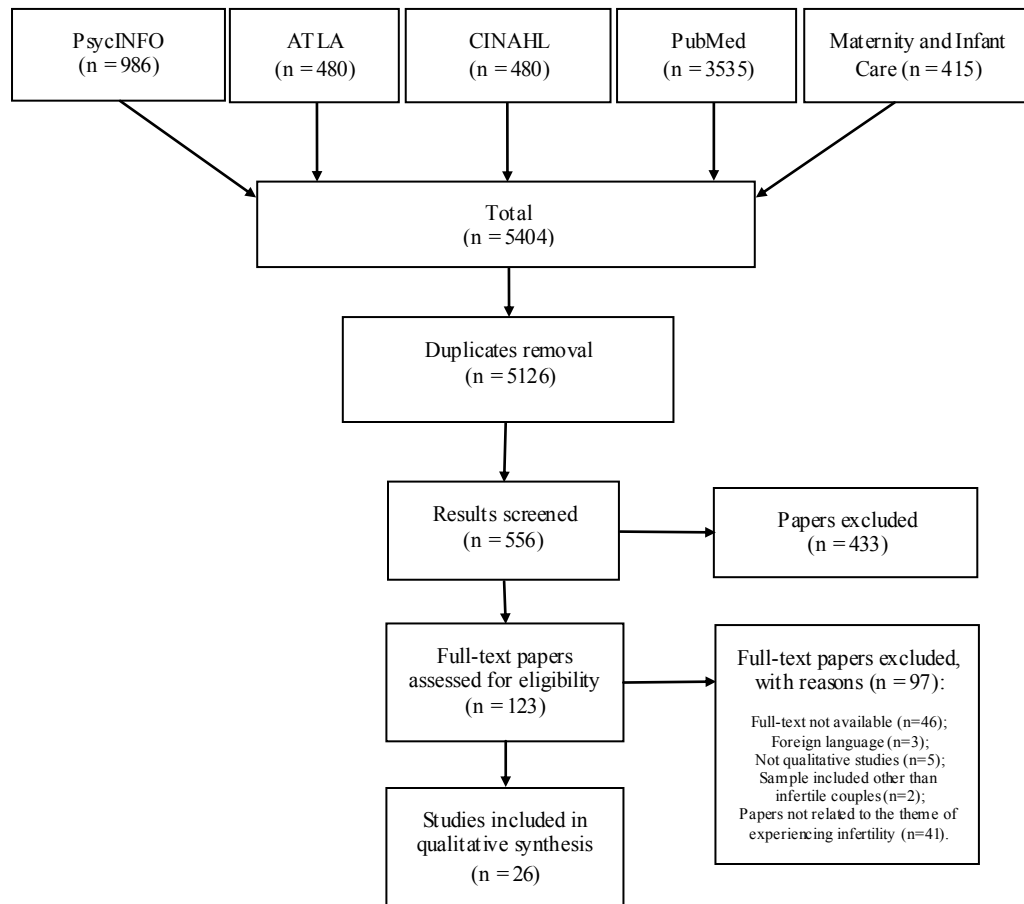 PsycINFO
(n = 986)
ATLA
(n = 480)
CINAHL
(n = 480)
PubMed
(n = 3535)
Maternity and Infant
Care (n = 415)
Total
(n = 5404)
Duplicates removal
(n = 5126)
Results screened
(n = 556)
Papers excluded
(n = 433)
Full-text papers
assessed for eligibility
(n = 123)
Full-text papers excluded,
with reasons (n = 97):
Full-text not available (n=46);
Foreign language (n=3);
Not qualitative studies (n=5);
Sample included other than
infertile couples (n=2);
Papers not related to the theme of
experiencing infertility (n=41).
Studies included in
qualitative synthesis
(n = 26)